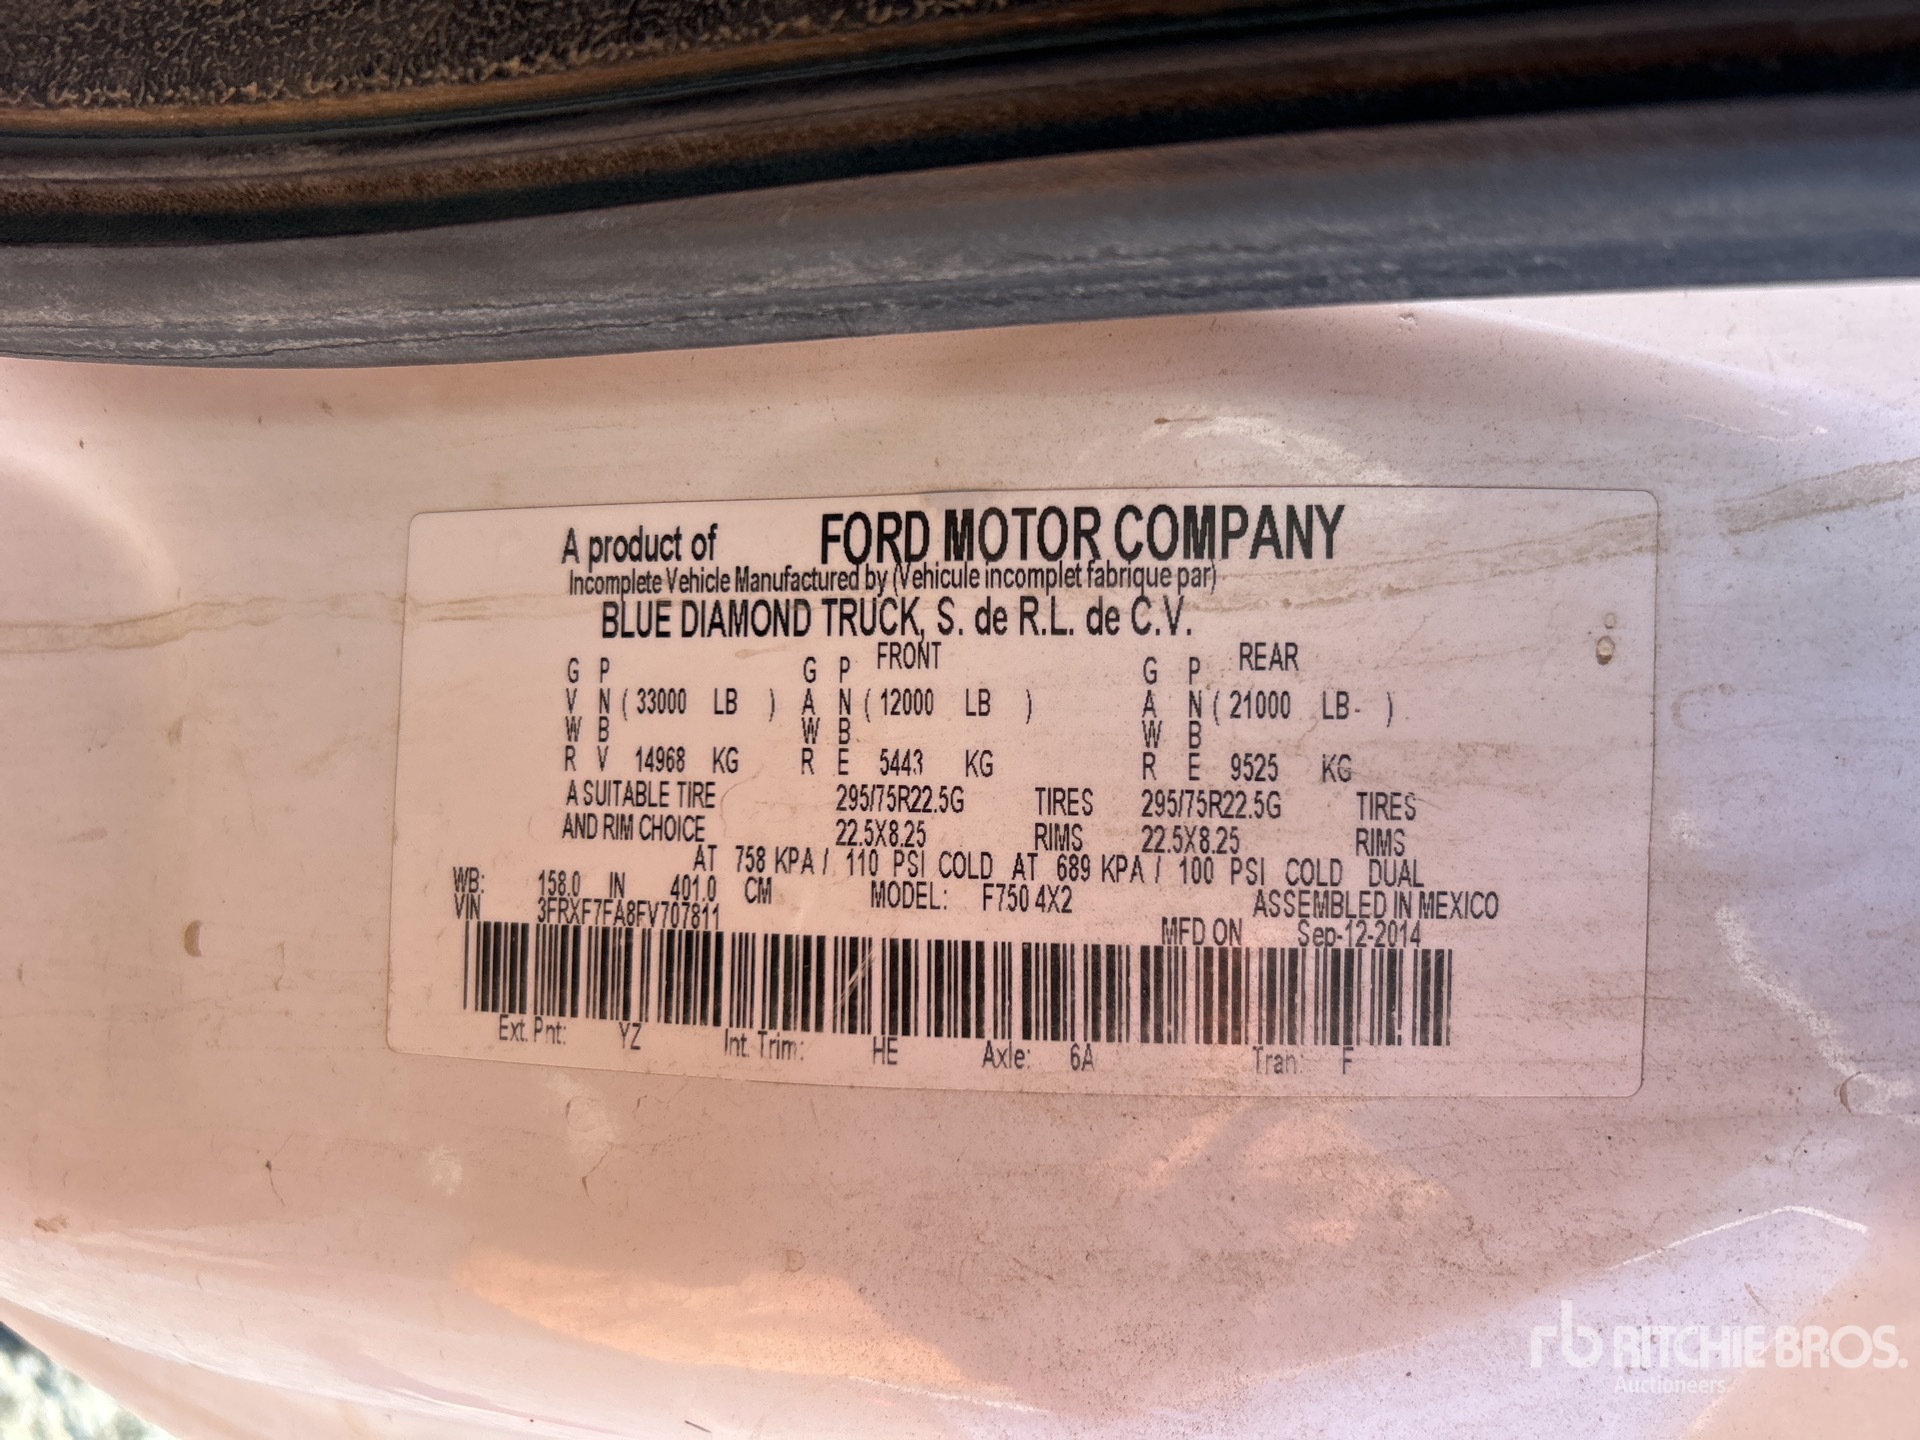 A product of FORD MOTOR COMPANY
Incomplete Vehicle Manufactured by (Vehicule incomplet fabrique par)
BLUE DIAMOND TRUCK, S. de R.L. de C.V.
FRONT REAR
G P G P G P
V N ( 33000 LB ) A N ( 12000 LB ) A N ( 21000 LB- )
W B W B W B
R V 14968 KG R E 5443 KG R E 9525 KG
A SUITABLE TIRE 295/75R22.5G TIRES 295/75R22.5G TIRES
AND RIM CHOICE 22.5X8.25 RIMS 22.5X8.25 RIMS
AT 758 KPA / 110 PSI COLD AT 689 KPA / 100 PSI COLD DUAL
WB: 158.0 IN 401.0 CM MODEL: F750 4X2 ASSEMBLED IN MEXICO
VIN 3FRXF7FA8FV707811 MFD ON Sep-12-2014
Ext. Pnt: YZ Int. Trim: HE Axle: 6A Tran: F
rb RITCHIE BROS.
Auctioneers